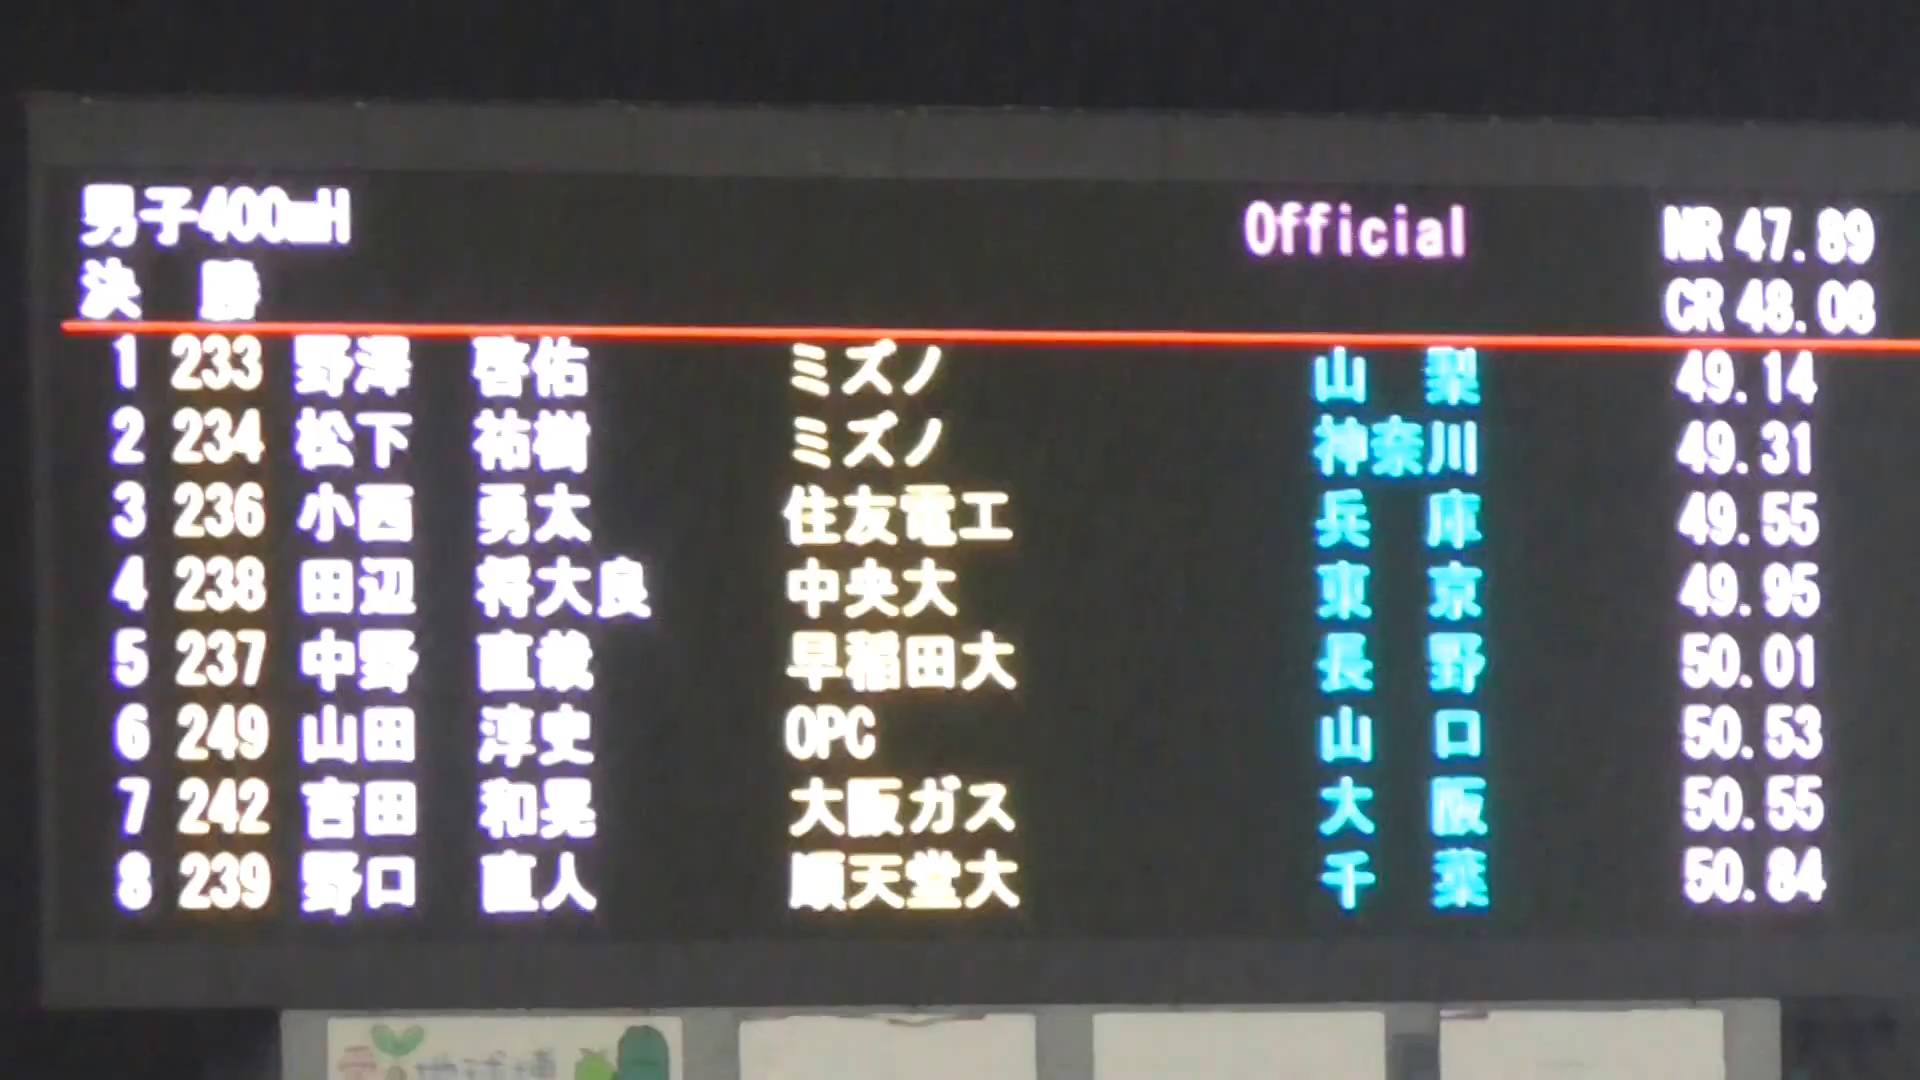 男子400mH Official NR 47.89
決 勝 CR 48.08
1 233 野澤 啓佑 ミズノ 山 梨 49.14
2 234 松下 祐樹 ミズノ 神奈川 49.31
3 236 小西 勇太 住友電工 兵 庫 49.55
4 238 田辺 将大良 中央大 東 京 49.95
5 237 中野 直哉 早稲田大 長 野 50.01
6 249 山田 淳史 OPC 山 口 50.53
7 242 吉田 和晃 大阪ガス 大 阪 50.55
8 239 野口 直人 順天堂大 千 葉 50.84